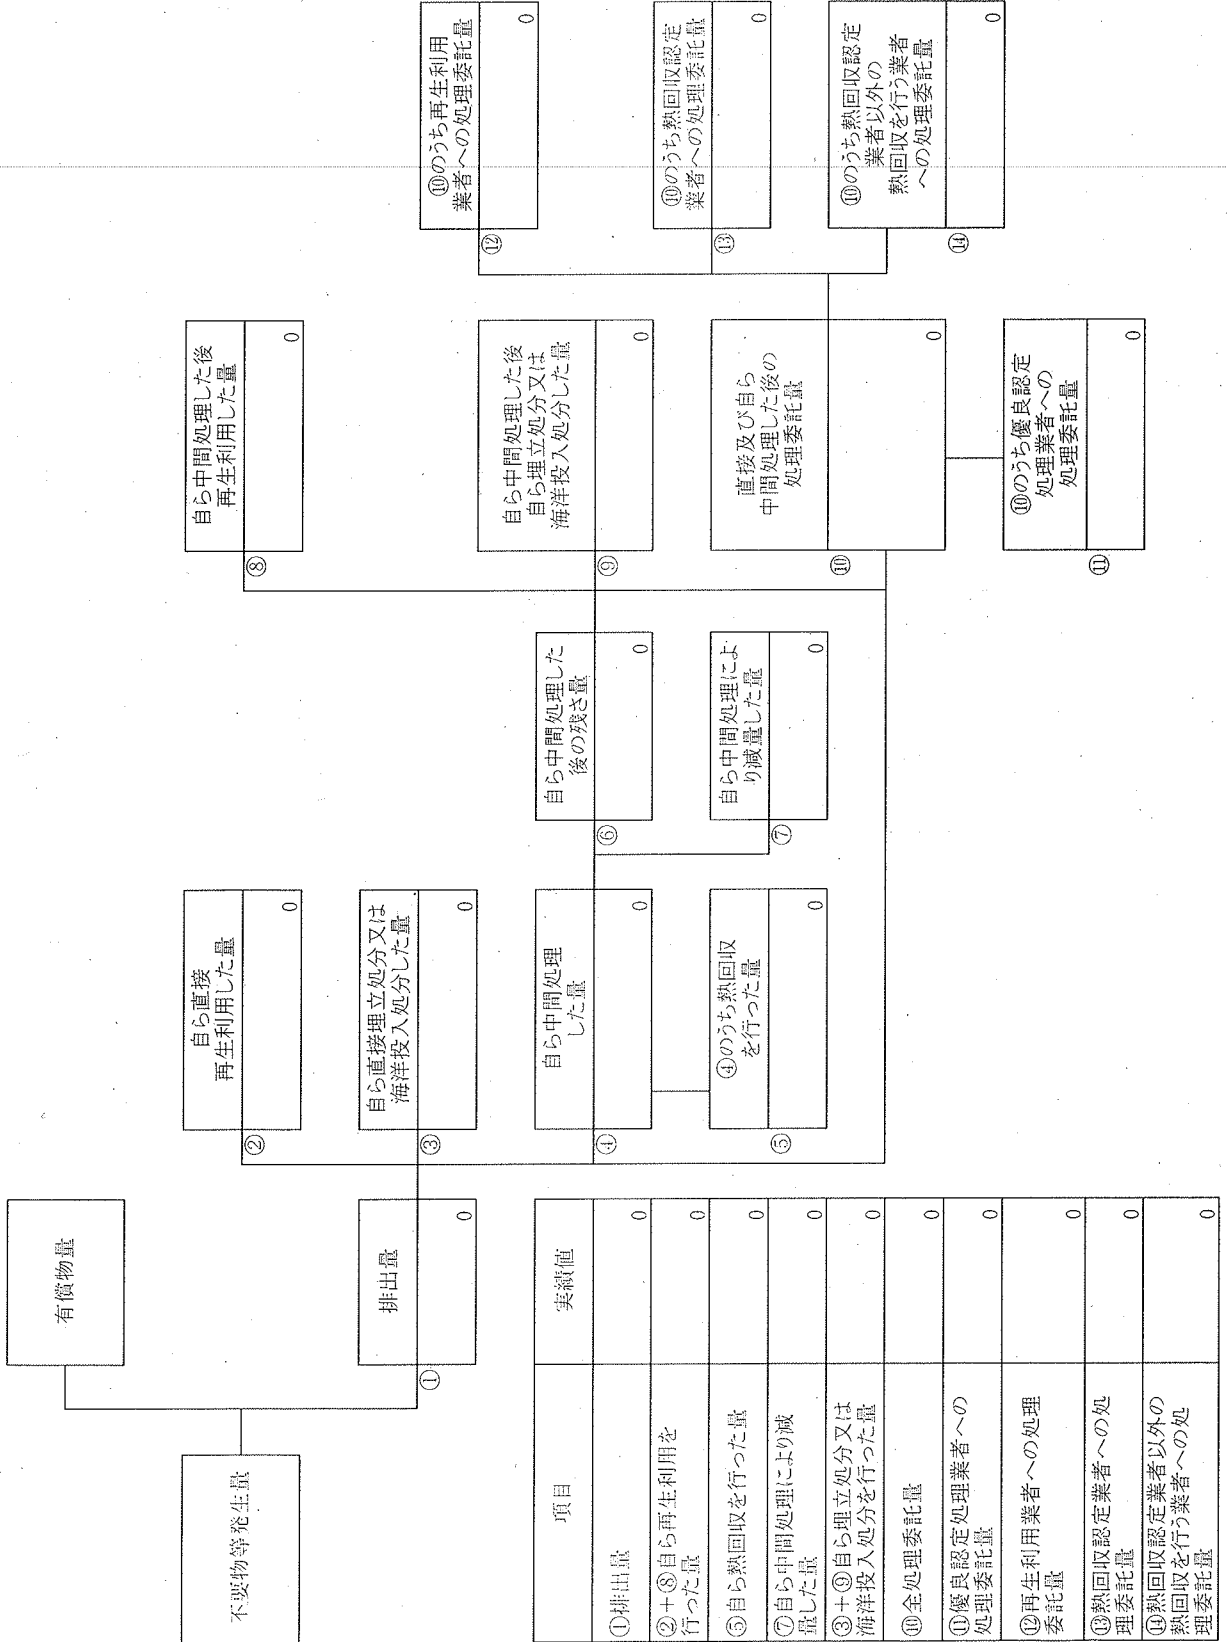 不要物等発生量
有償物量
排出量
①
0
自ら直接
再生利用した量
②
0
自ら直接埋立処分又は
海洋投入処分した量
③
0
自ら中間処理
した量
④
0
④のうち熱回収
を行った量
⑤
0
自ら中間処理した
後の残さ量
⑥
0
自ら中間処理によ
り減量した量
⑦
0
自ら中間処理した後
再生利用した量
⑧
0
自ら中間処理した後
自ら埋立処分又は
海洋投入処分した量
⑨
0
直接及び自ら
中間処理した後の
処理委託量
⑩
0
⑩のうち優良認定
処理業者への
処理委託量
⑪
0
⑩のうち再生利用
業者への処理委託量
⑫
0
⑩のうち熱回収認定
業者への処理委託量
⑬
0
⑩のうち熱回収認定
業者以外の
熱回収を行う業者
への処理委託量
⑭
0
項目 実績値
①排出量 0
②+⑧自ら再生利用を
行った量 0
⑤自ら熱回収を行った量 0
⑦自ら中間処理により減
量した量 0
③+⑨自ら埋立処分又は
海洋投入処分を行った量 0
⑩全処理委託量 0
⑪優良認定処理業者への
処理委託量 0
⑫再生利用業者への処理
委託量 0
⑬熱回収認定業者への処
理委託量 0
⑭熱回収認定業者以外の
熱回収を行う業者への処
理委託量 0